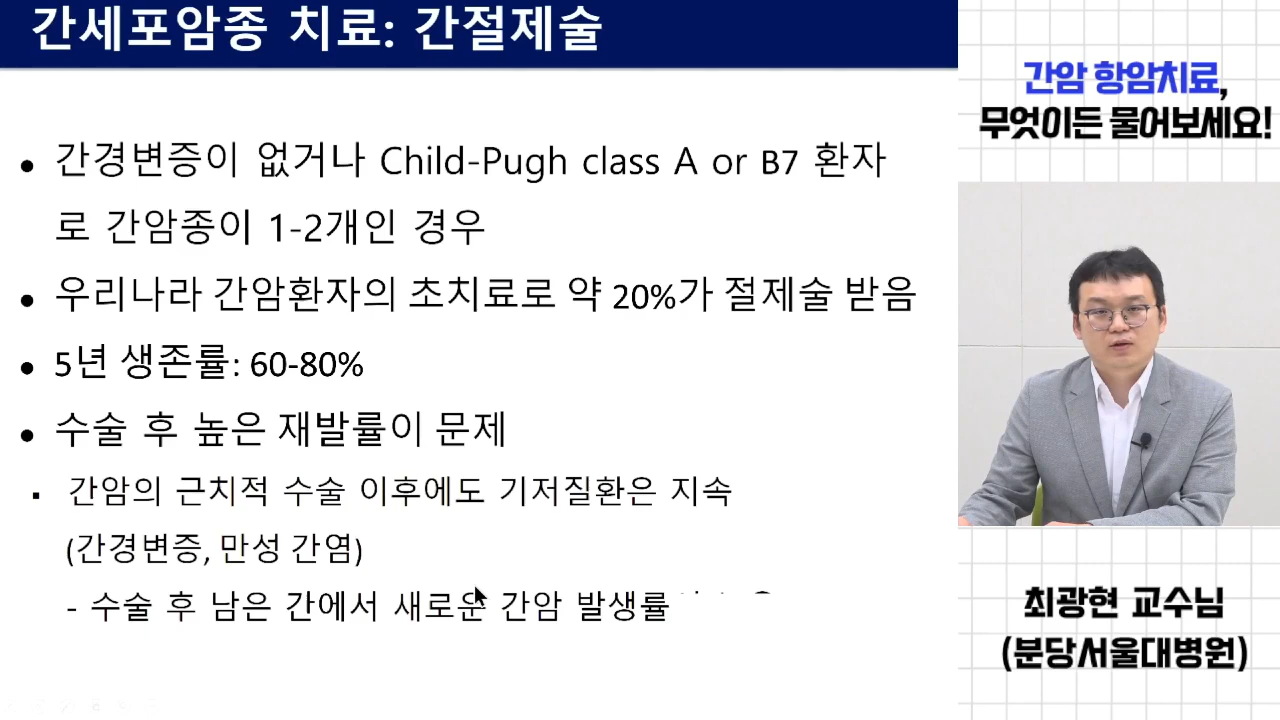 간세포암종 치료: 간절제술
• 간경변증이 없거나 Child-Pugh class A or B7 환자
로 간암종이 1-2개인 경우
• 우리나라 간암환자의 초치료로 약 20%가 절제술 받음
• 5년 생존률: 60-80%
• 수술 후 높은 재발률이 문제
▪ 간암의 근치적 수술 이후에도 기저질환은 지속
(간경변증, 만성 간염)
- 수술 후 남은 간에서 새로운 간암 발생률
간암 항암치료,
무엇이든 물어보세요!
최광현 교수님
(분당서울대병원)